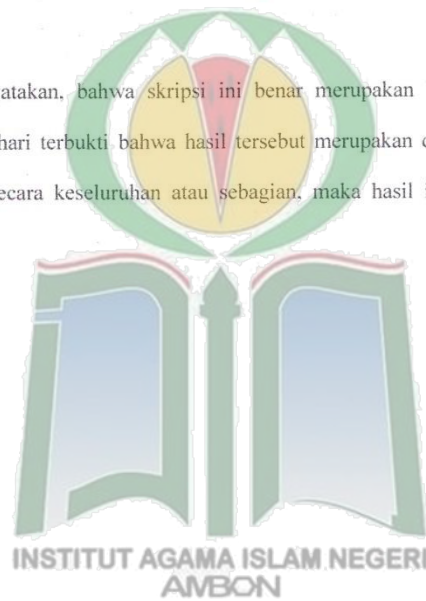 atakan, bahwa skripsi ini benar merupakan
hari terbukti bahwa hasil tersebut merupakan
ecara keseluruhan atau sebagian, maka hasil
INSTITUT AGAMA ISLAM NEGERI
AMBON